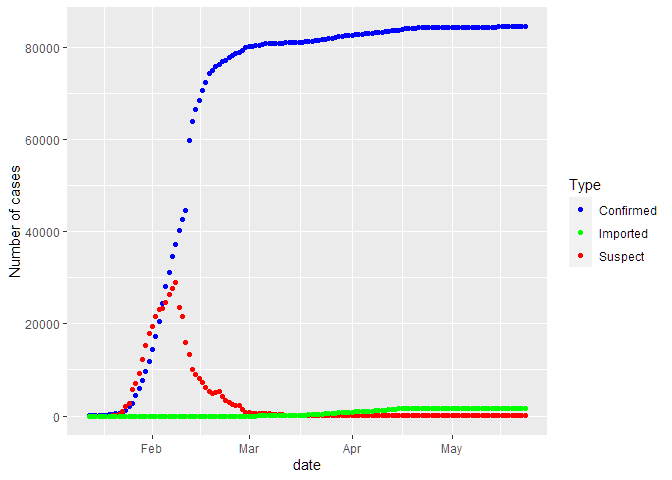 80000
60000
40000
20000
0
Number of cases
Feb Mar Apr May
date
Type
Confirmed
Imported
Suspect